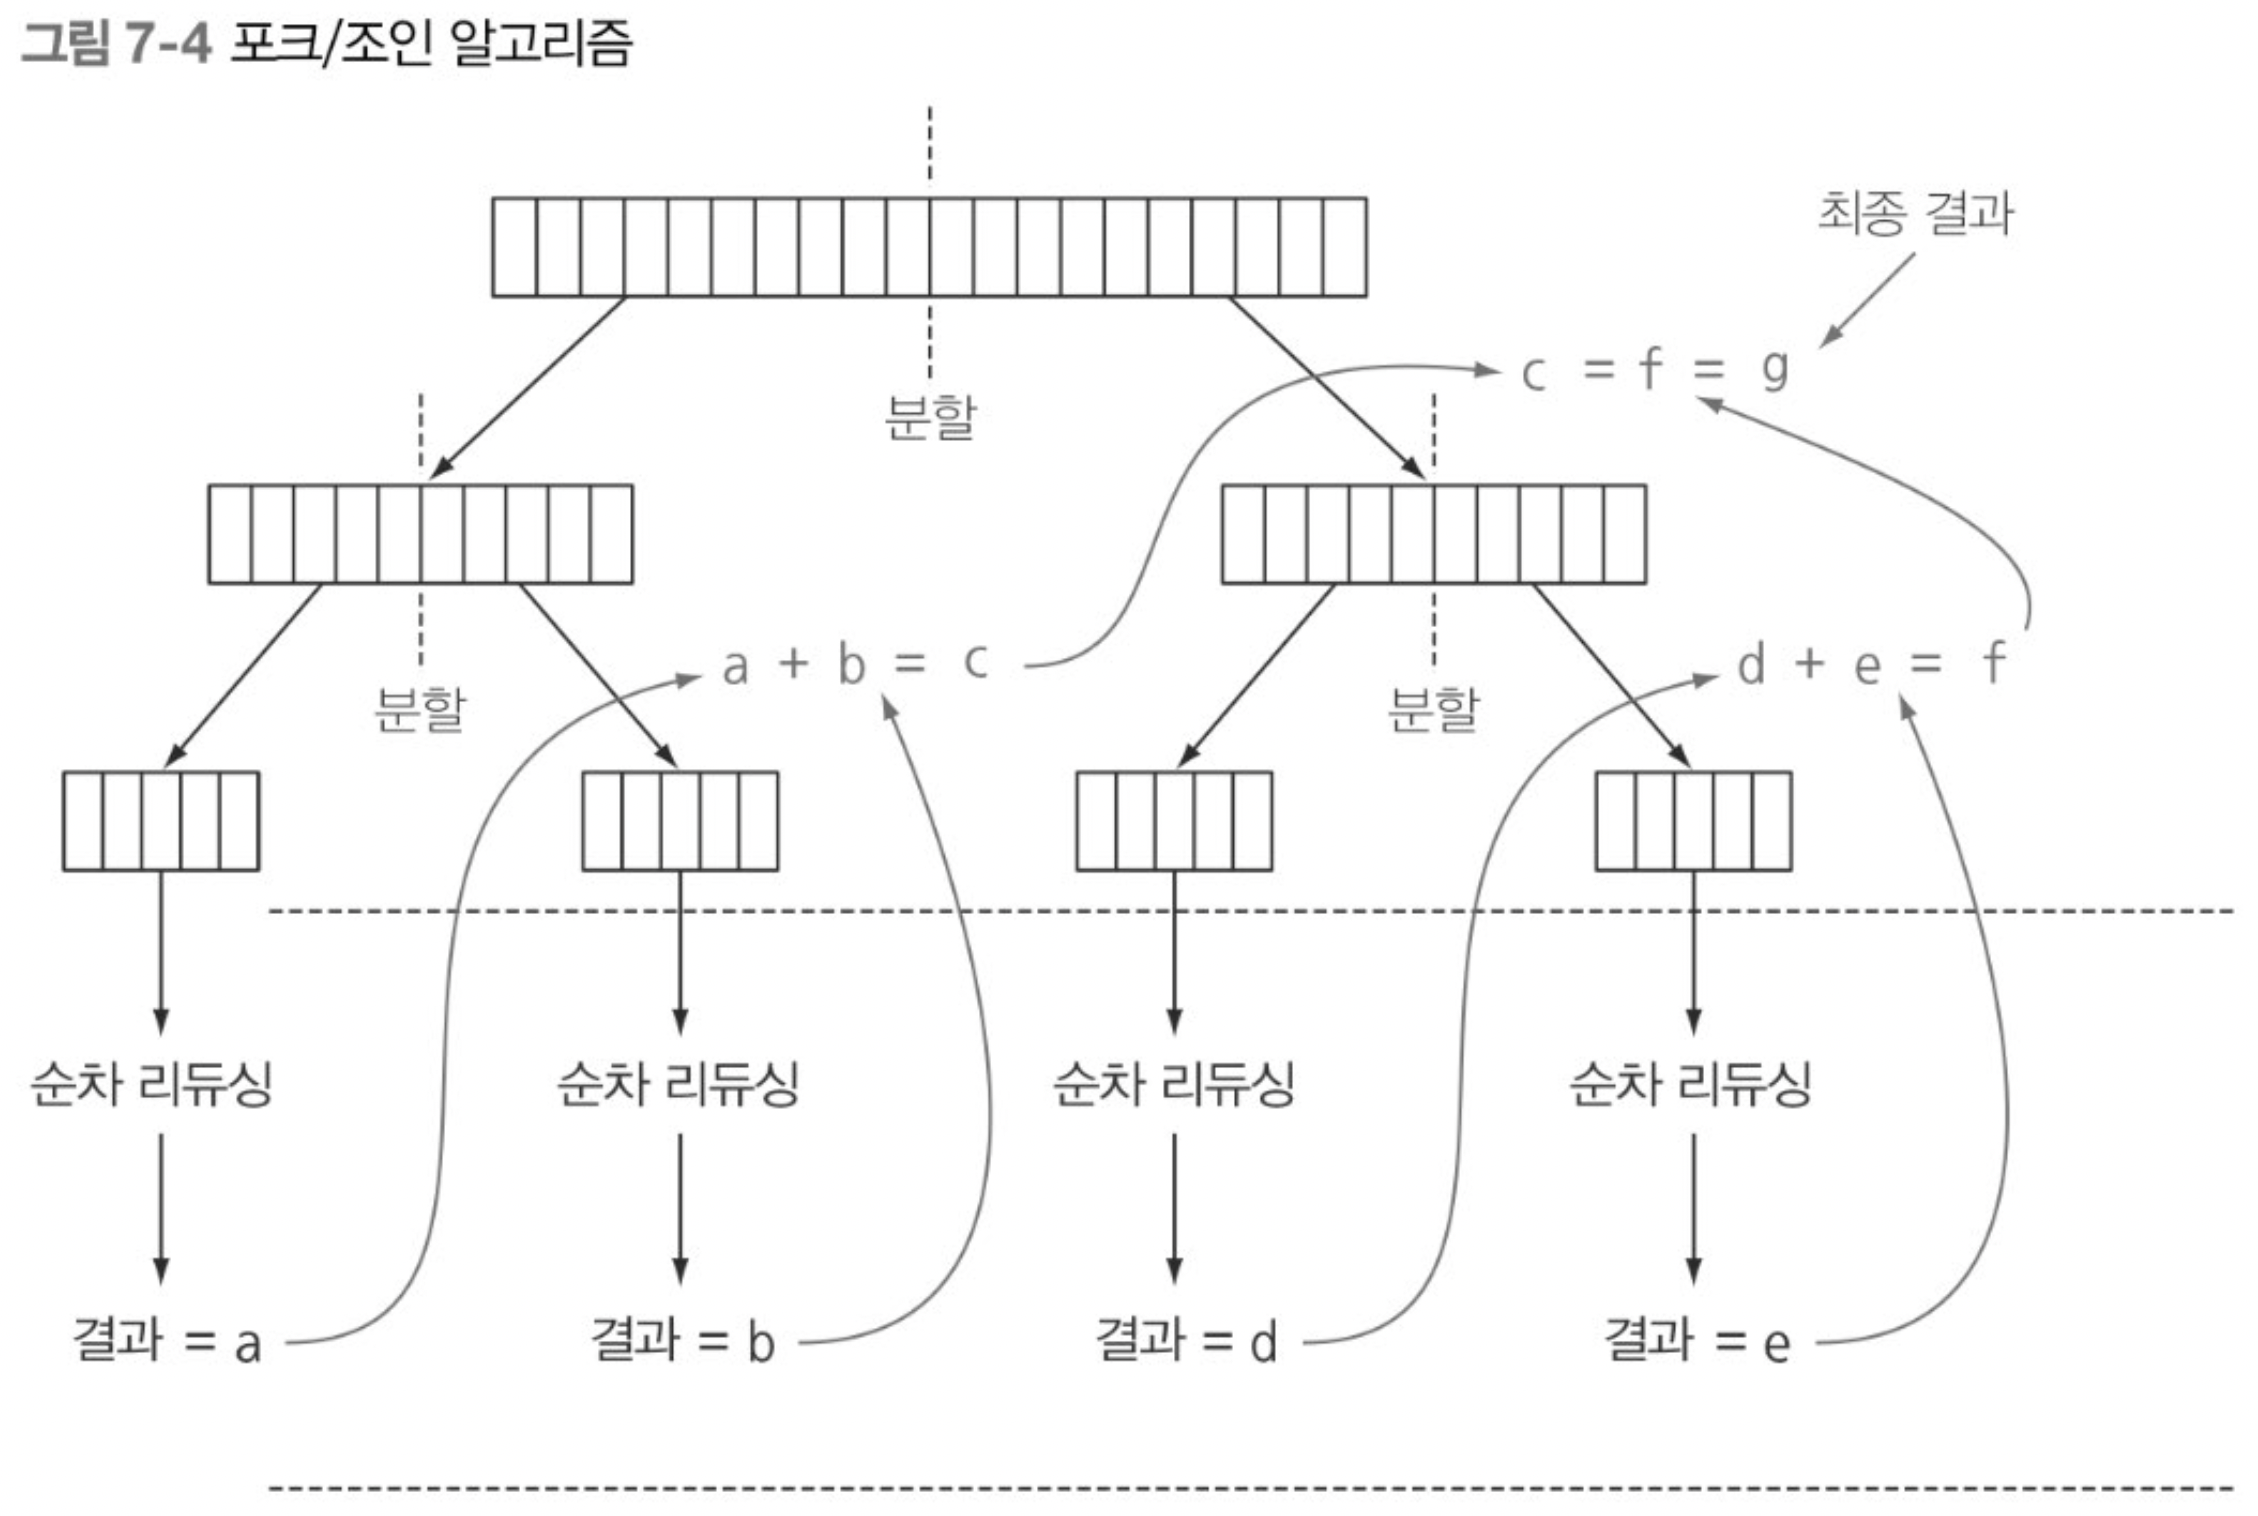 그림 7-4 포크/조인 알고리즘
최종 결과
c = f = g
분할
a + b = c
d + e = f
분할
분할
순차 리듀싱
순차 리듀싱
순차 리듀싱
순차 리듀싱
결과 = a
결과 = b
결과 = d
결과 = e